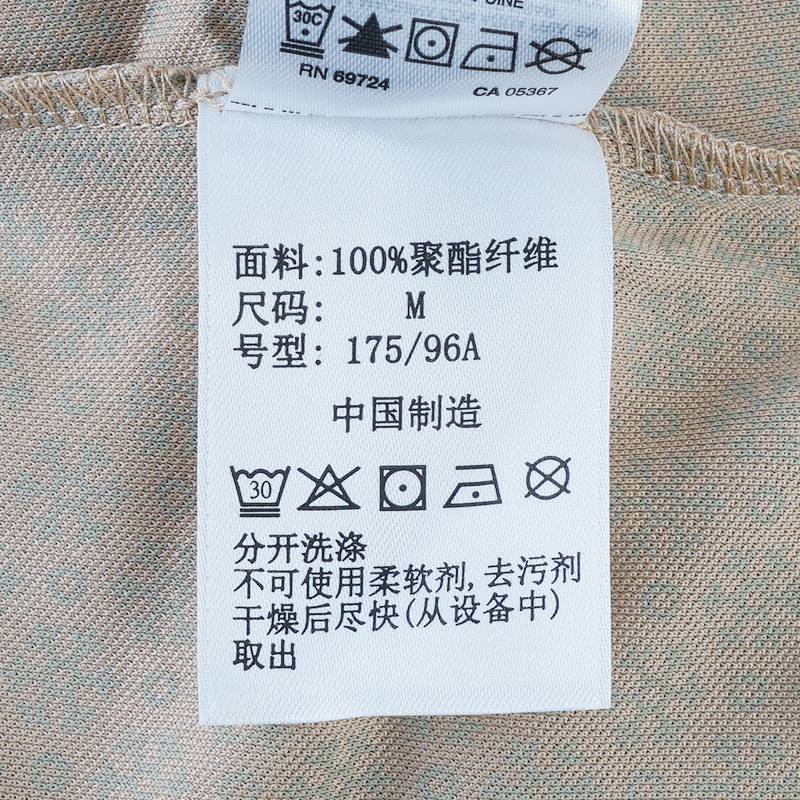 30C
RN 69724 CA 05367
面料:100%聚酯纤维
尺码: M
号型: 175/96A
中国制造
30
分开洗涤
不可使用柔软剂,去污剂
干燥后尽快(从设备中)
取出